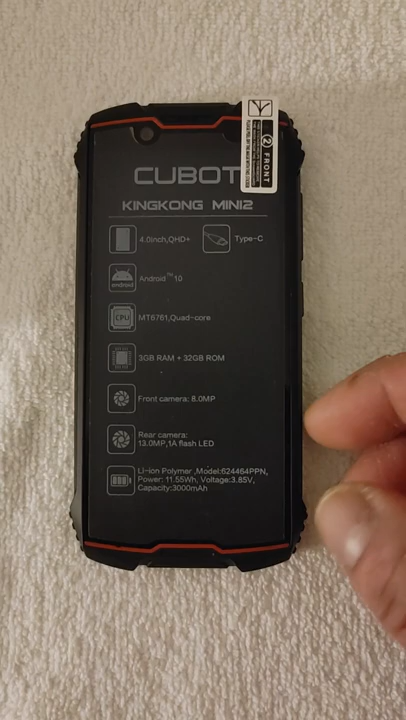 ② FRONT
CUBOT
KINGKONG MINI2
4.0inch,QHD+
Type-C
android
Android™10
CPU
MT6761,Quad-core
3GB RAM + 32GB ROM
Front camera: 8.0MP
Rear camera:
13.0MP,1A flash LED
Li-ion Polymer ,Model:624464PPN,
Power: 11.55Wh, Voltage:3.85V,
Capacity:3000mAh